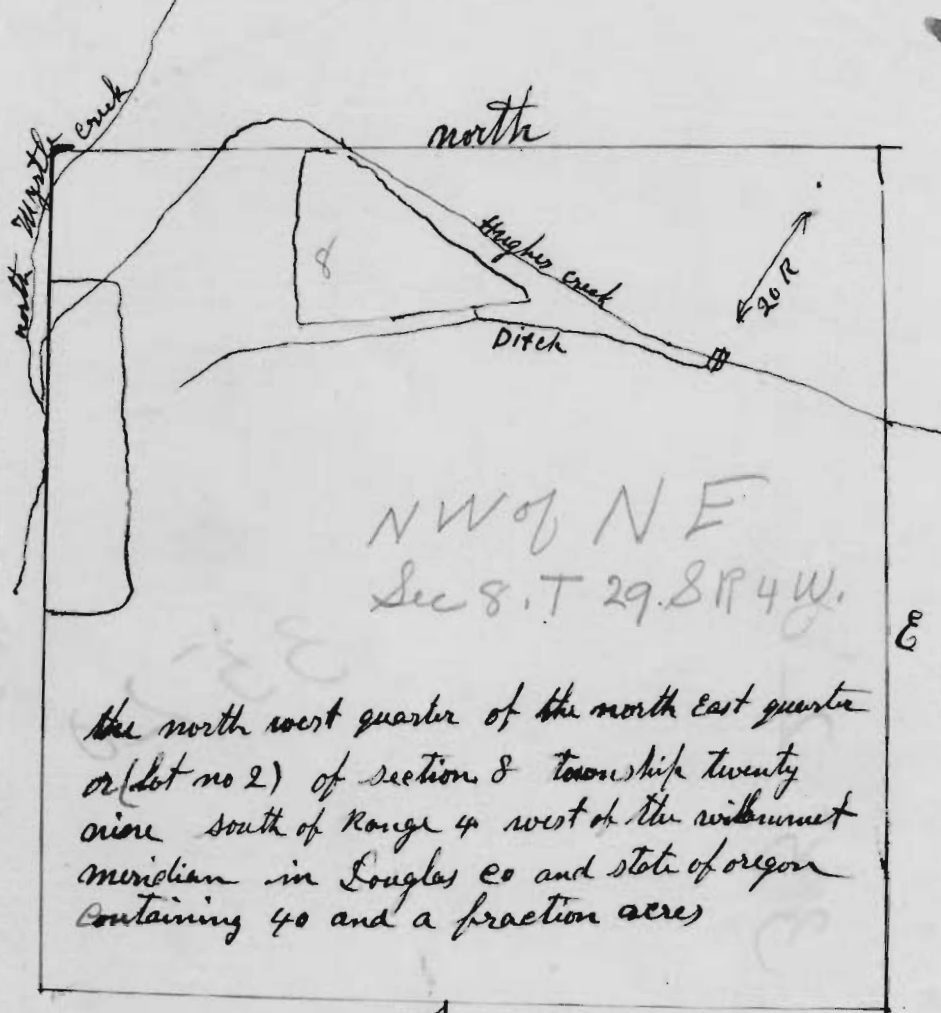 north
north Myrtle creek
8
Hughes creek
20 R
Ditch
NW of NE
Sec 8. T 29. S R 4 W.
E
the north west quarter of the north East quarter
or (Lot no 2) of section 8 township twenty
nine south of Range 4 west of the willammet
meridian in Douglas co and state of oregon
containing 40 and a fraction acres